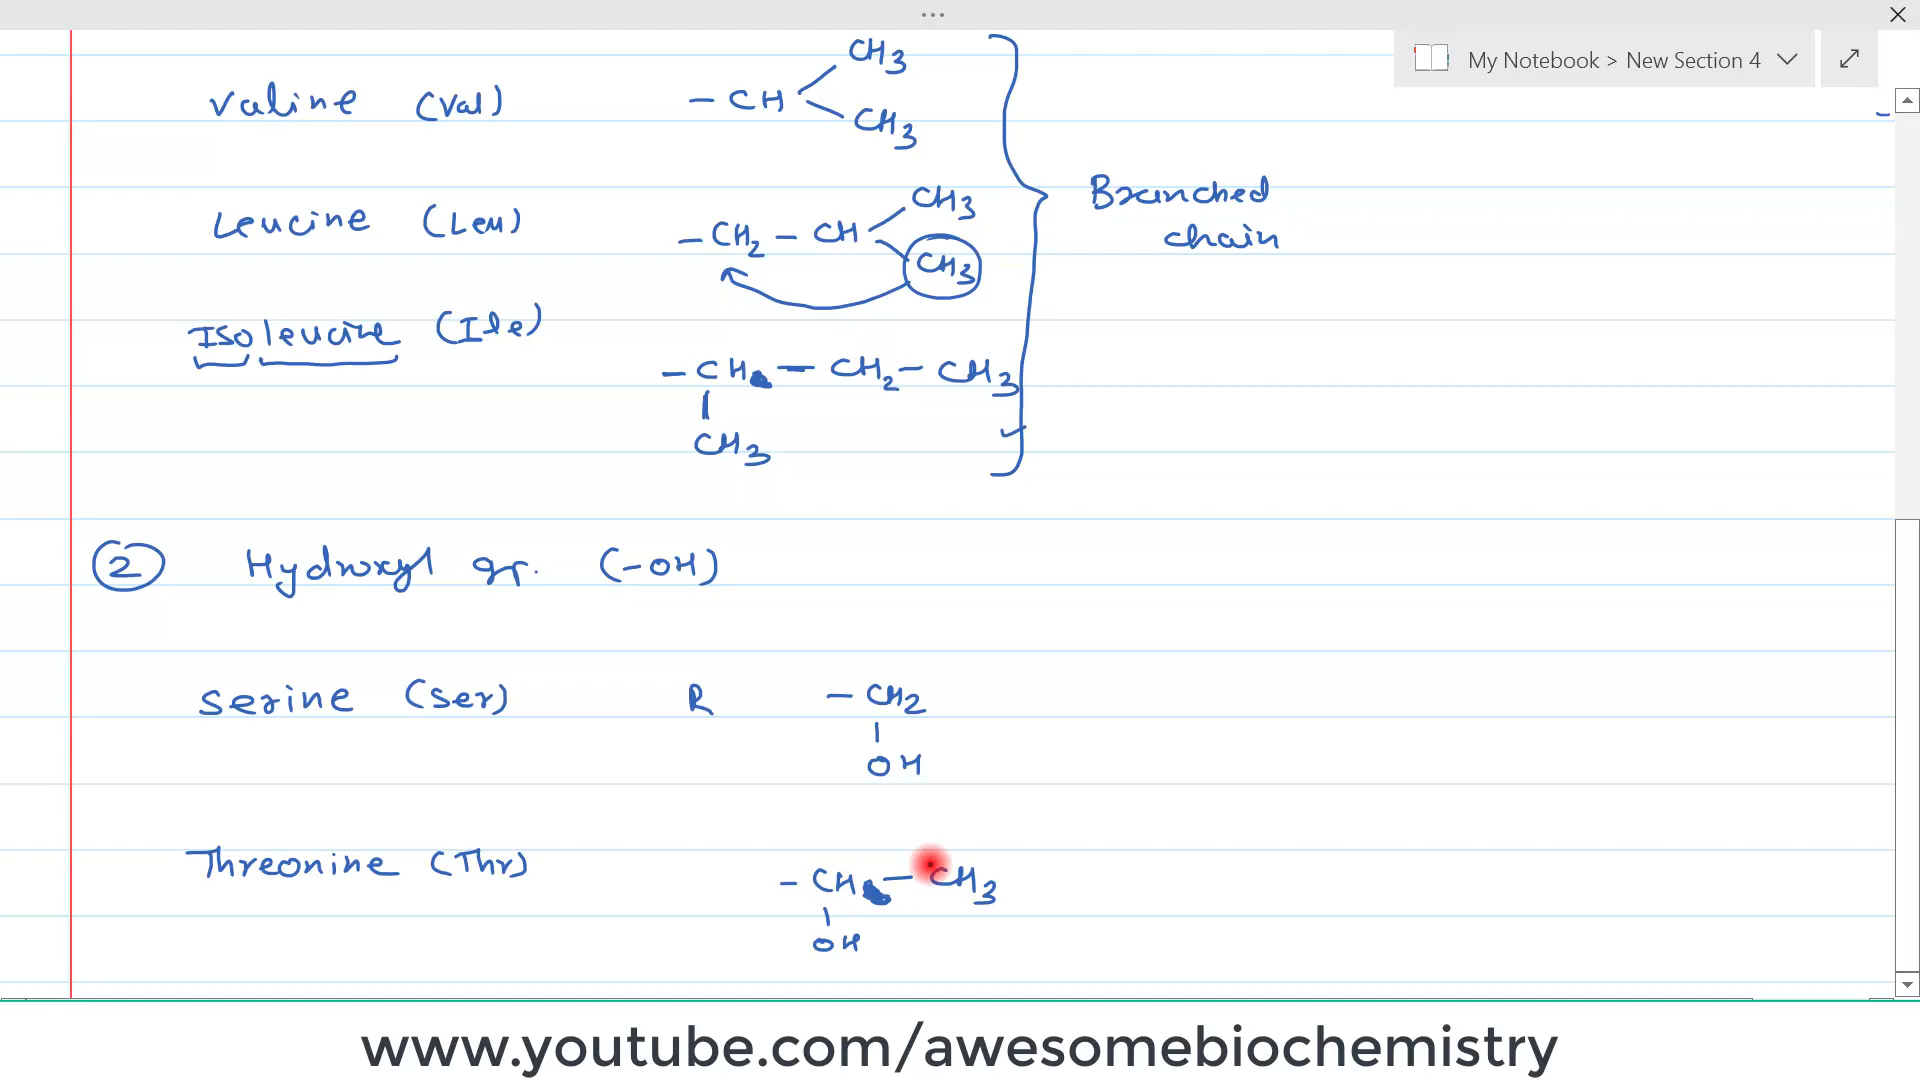 My Notebook > New Section 4
CH3
Valine (Val) – CH
CH3
Branched
chain
CH3
Leucine (Leu) – CH2 – CH
CH3
Isoleucine (Ile)
– CH – CH2 – CH3
CH3
2 Hydroxyl gr. (–OH)
Serine (Ser) R – CH2
OH
Threonine (Thr) – CH – CH3
OH
www.youtube.com/awesomebiochemistry